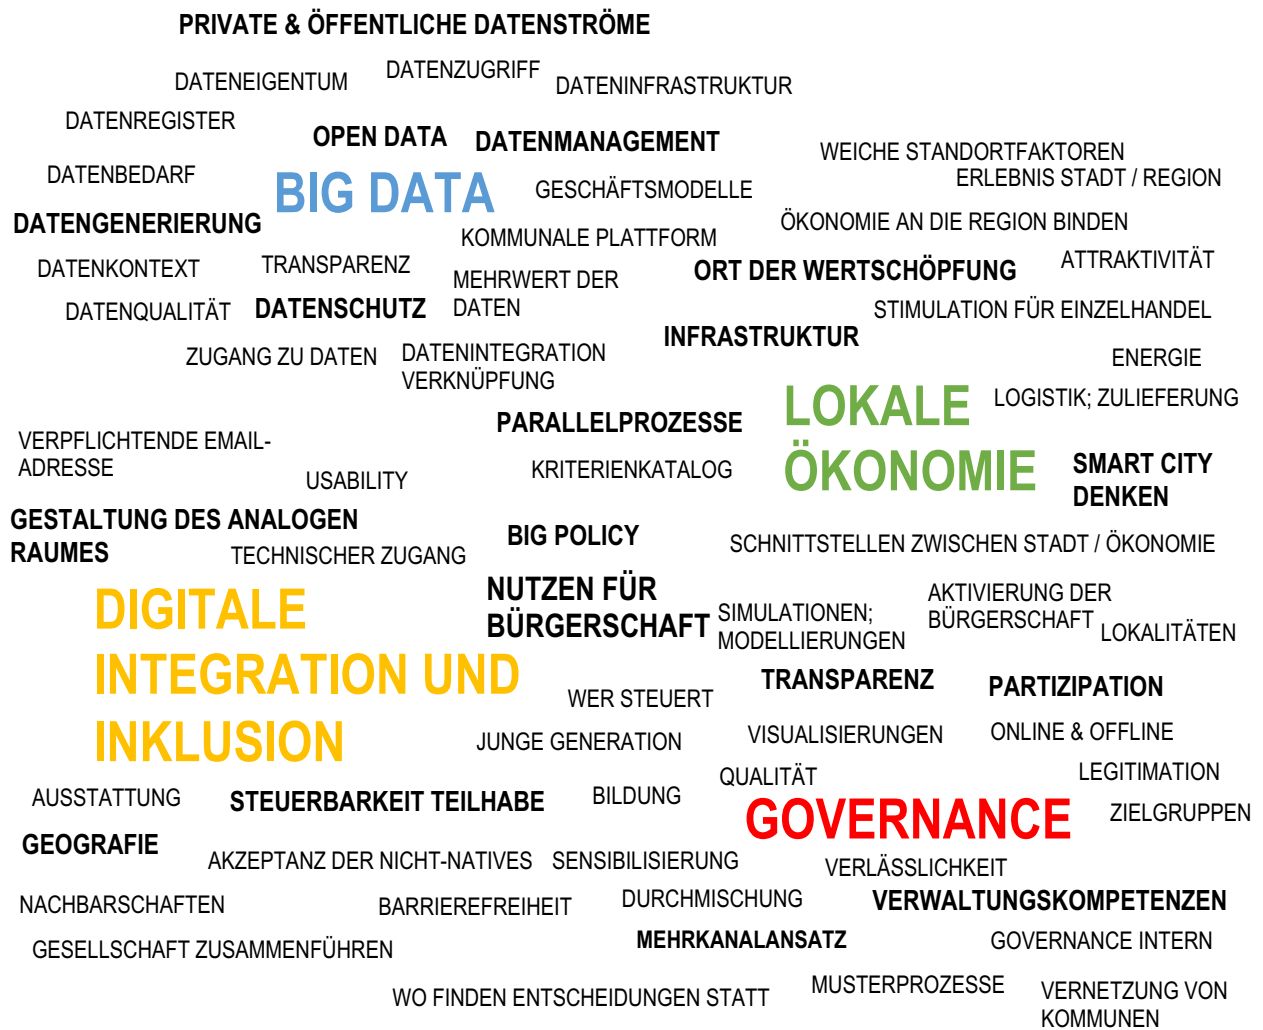 PRIVATE & ÖFFENTLICHE DATENSTRÖME
DATENEIGENTUM
DATENZUGRIFF
DATENINFRASTRUKTUR
DATENREGISTER
OPEN DATA
DATENMANAGEMENT
WEICHE STANDORTFAKTOREN
DATENBEDARF
BIG DATA
GESCHÄFTSMODELLE
ERLEBNIS STADT / REGION
DATENGENERIERUNG
KOMMUNALE PLATTFORM
ÖKONOMIE AN DIE REGION BINDEN
DATENKONTEXT
TRANSPARENZ
MEHRWERT DER
DATEN
ORT DER WERTSCHÖPFUNG
ATTRAKTIVITÄT
DATENQUALITÄT
DATENSCHUTZ
STIMULATION FÜR EINZELHANDEL
INFRASTRUKTUR
ZUGANG ZU DATEN
DATENINTEGRATION
VERKNÜPFUNG
ENERGIE
LOKALE
ÖKONOMIE
LOGISTIK; ZULIEFERUNG
PARALLELPROZESSE
VERPFLICHTENDE EMAIL-
ADRESSE
USABILITY
KRITERIENKATALOG
SMART CITY
DENKEN
GESTALTUNG DES ANALOGEN
RAUMES
TECHNISCHER ZUGANG
BIG POLICY
SCHNITTSTELLEN ZWISCHEN STADT / ÖKONOMIE
DIGITALE
INTEGRATION UND
INKLUSION
NUTZEN FÜR
BÜRGERSCHAFT
SIMULATIONEN;
MODELLIERUNGEN
AKTIVIERUNG DER
BÜRGERSCHAFT
LOKALITÄTEN
WER STEUERT
TRANSPARENZ
PARTIZIPATION
JUNGE GENERATION
VISUALISIERUNGEN
ONLINE & OFFLINE
QUALITÄT
LEGITIMATION
AUSSTATTUNG
STEUERBARKEIT TEILHABE
BILDUNG
GOVERNANCE
ZIELGRUPPEN
GEOGRAFIE
AKZEPTANZ DER NICHT-NATIVES
SENSIBILISIERUNG
VERLÄSSLICHKEIT
NACHBARSCHAFTEN
BARRIEREFREIHEIT
DURCHMISCHUNG
VERWALTUNGSKOMPETENZEN
GESELLSCHAFT ZUSAMMENFÜHREN
MEHRKANALANSATZ
GOVERNANCE INTERN
WO FINDEN ENTSCHEIDUNGEN STATT
MUSTERPROZESSE
VERNETZUNG VON
KOMMUNEN